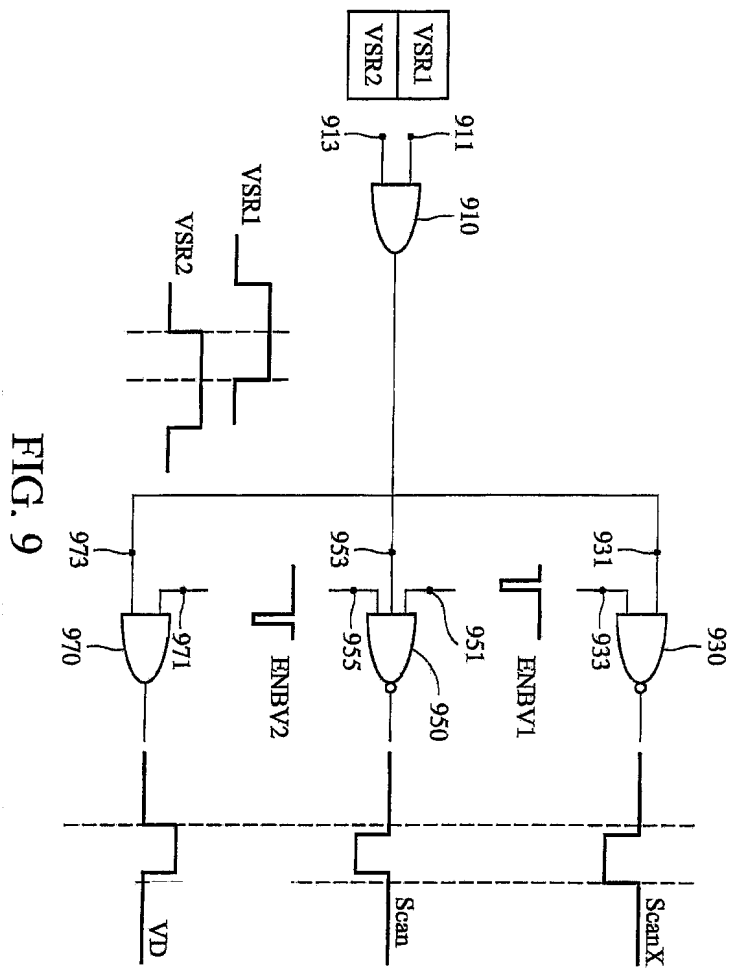 VSR1
VSR2
911
913
910
VSR1
VSR2
931
933
930
ScanX
ENBV1
951
953
955
950
Scan
ENBV2
971
973
970
VD
FIG. 9